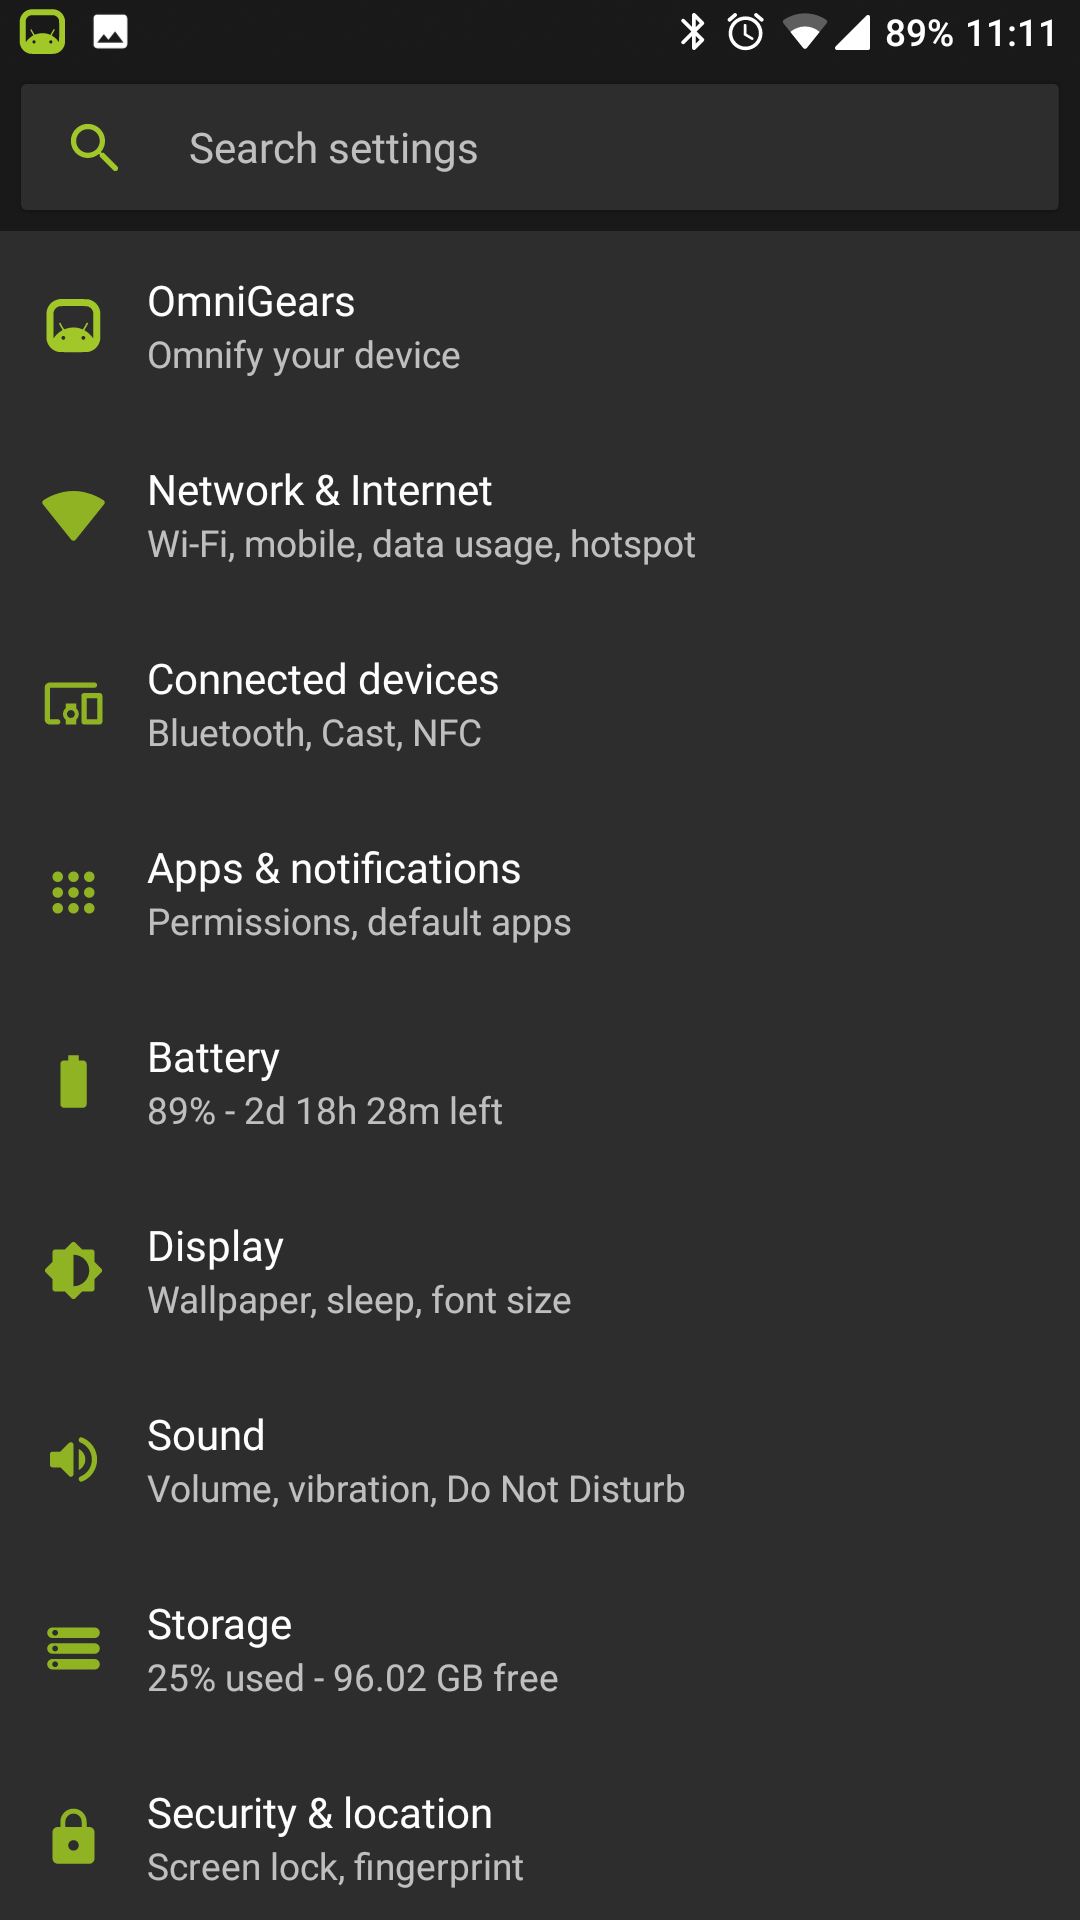 89% 11:11
Search settings
OmniGears
Omnify your device
Network & Internet
Wi-Fi, mobile, data usage, hotspot
Connected devices
Bluetooth, Cast, NFC
Apps & notifications
Permissions, default apps
Battery
89% - 2d 18h 28m left
Display
Wallpaper, sleep, font size
Sound
Volume, vibration, Do Not Disturb
Storage
25% used - 96.02 GB free
Security & location
Screen lock, fingerprint